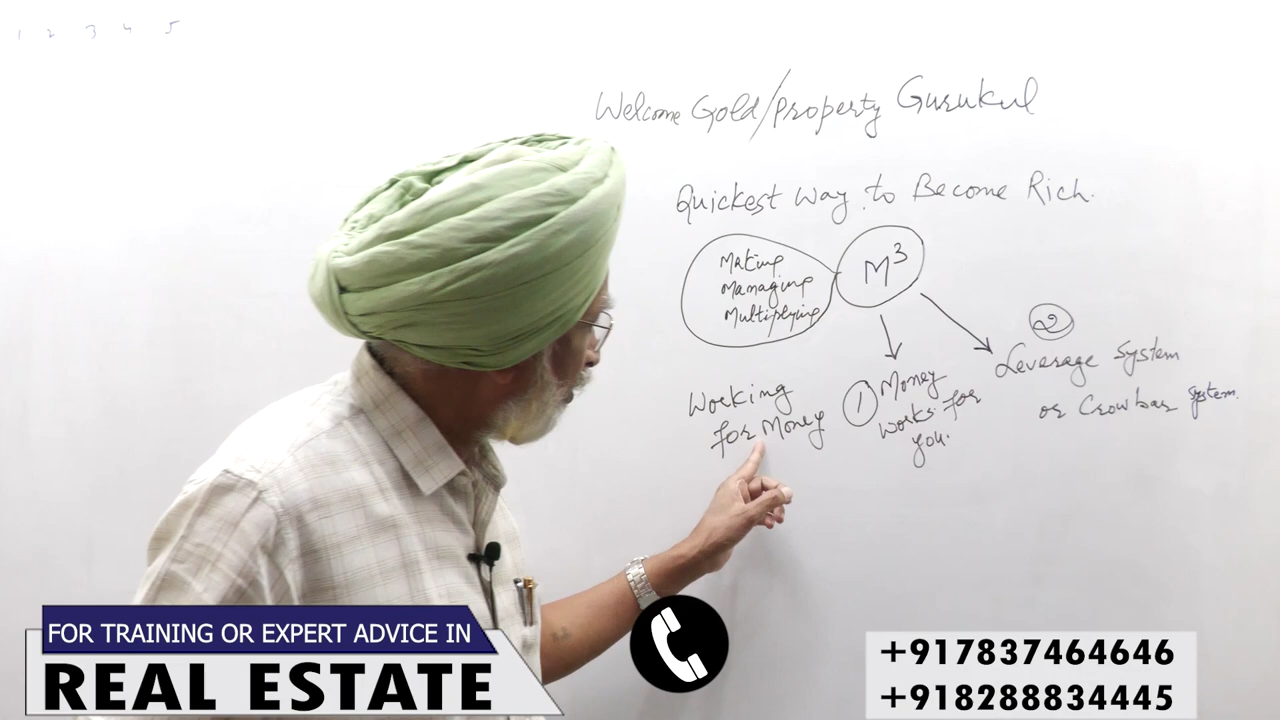 1 2 3 4 5
Welcome Gold/Property Gurukul
Quickest way to Become Rich.
Making
Managing
Multiplying
M³
2
Leverage System
or Crowbar System.
Working
for Money
1
Money
works for
you.
FOR TRAINING OR EXPERT ADVICE IN
REAL ESTATE
+917837464646
+918288834445